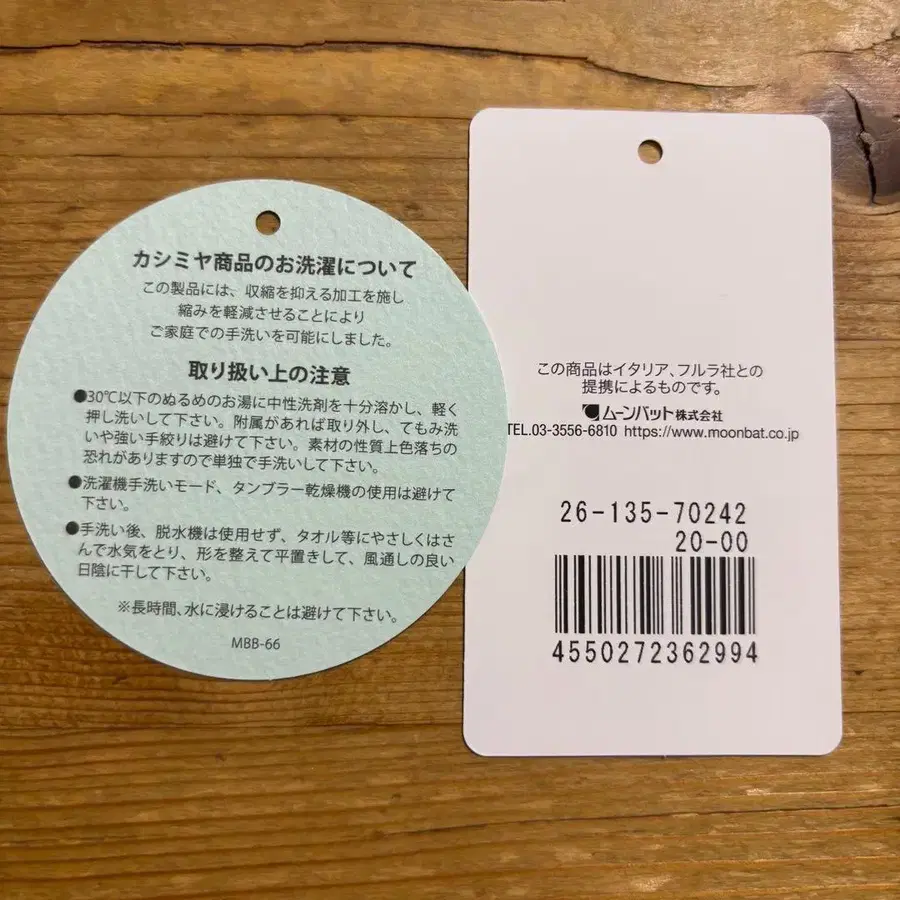 カシミヤ商品のお洗濯について
この製品には、収縮を抑える加工を施し
縮みを軽減させることにより
ご家庭での手洗いを可能にしました。
取り扱い上の注意
●30℃以下のぬるめのお湯に中性洗剤を十分溶かし、軽く
押し洗いして下さい。附属があれば取り外し、てもみ洗
いや強い手絞りは避けて下さい。素材の性質上色落ちの
恐れがありますので単独で手洗いして下さい。
●洗濯機手洗いモード、タンブラー乾燥機の使用は避けて
下さい。
●手洗い後、脱水機は使用せず、タオル等にやさしくはさ
んで水気をとり、形を整えて平置きして、風通しの良い
日陰に干して下さい。
※長時間、水に浸けることは避けて下さい。
MBB-66
この商品はイタリア、フルラ社との
提携によるものです。
ムーンバット株式会社
TEL.03-3556-6810 https://www.moonbat.co.jp
26-135-70242
20-00
4550272362994